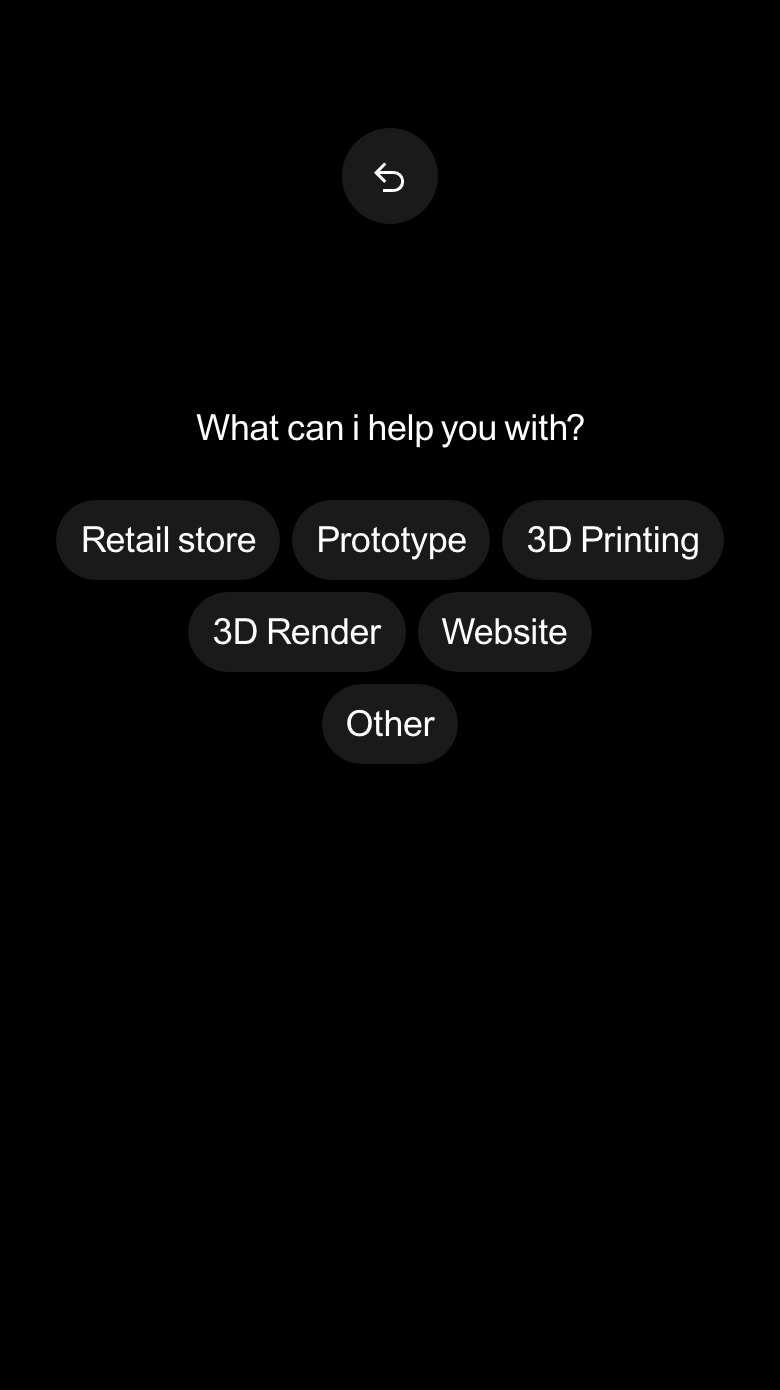 What can i help you with?
Retail store Prototype 3D Printing
3D Render Website
Other